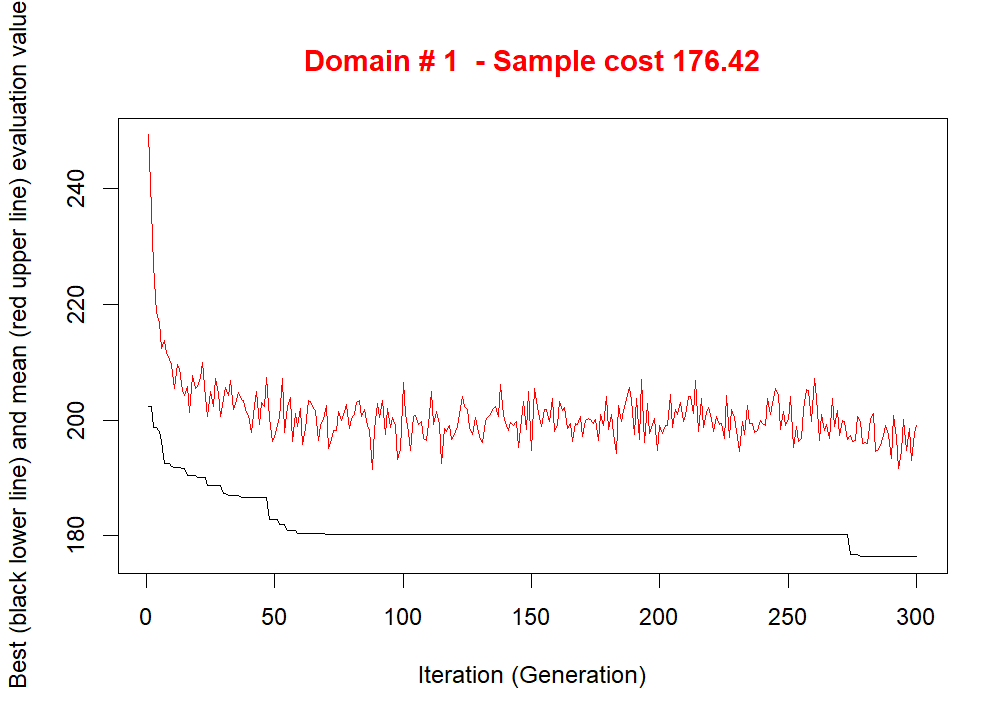 Domain # 1  - Sample cost 176.42
Best (black lower line) and mean (red upper line) evaluation value
240
220
200
180
0 50 100 150 200 250 300
Iteration (Generation)